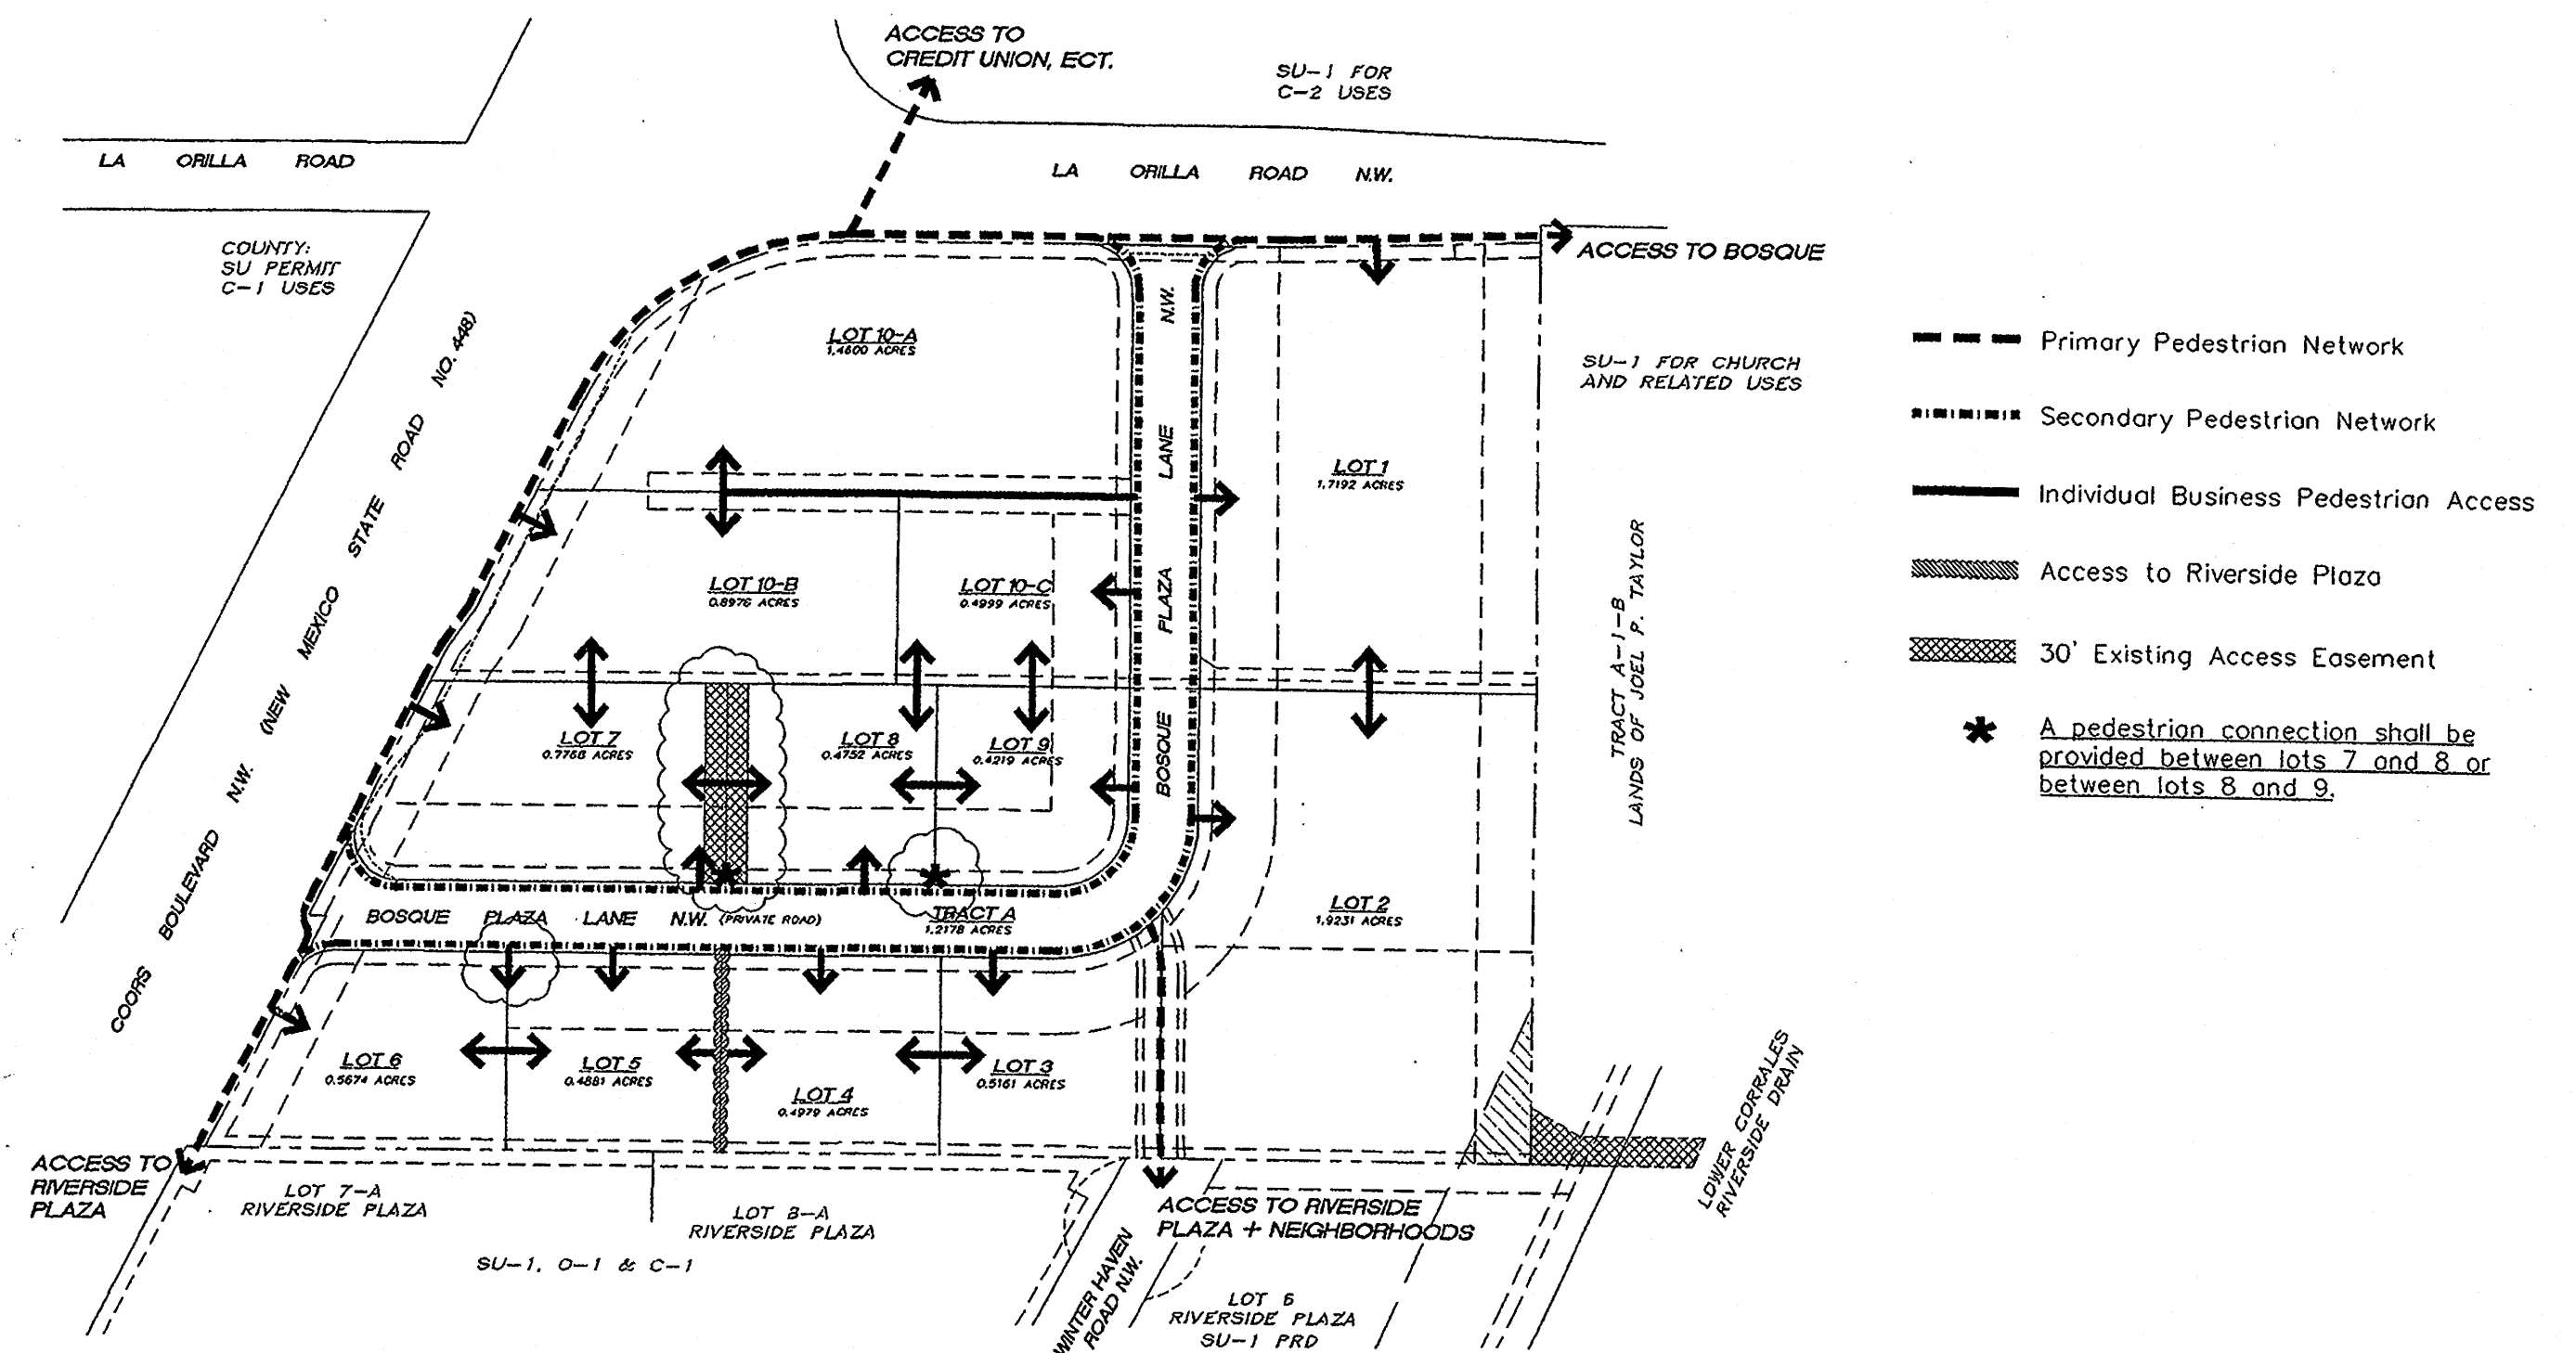 ACCESS TO
CREDIT UNION, ECT.
SU-1 FOR
C-2 USES
LA ORILLA ROAD
LA ORILLA ROAD N.W.
COUNTY:
SU PERMIT
C-1 USES
ACCESS TO BOSQUE
LOT 10-A
1.4600 ACRES
N.W.
LANE
PLAZA
BOSQUE
SU-1 FOR CHURCH
AND RELATED USES
LOT 1
1.7192 ACRES
COORS BOULEVARD N.W. (NEW MEXICO STATE ROAD NO. 448)
LOT 10-B
0.8976 ACRES
LOT 10-C
0.4999 ACRES
TRACT A-1-B
LANDS OF JOEL P. TAYLOR
LOT 7
0.7768 ACRES
LOT 8
0.4752 ACRES
LOT 9
0.4219 ACRES
BOSQUE PLAZA LANE N.W. (PRIVATE ROAD)
TRACT A
1.2178 ACRES
LOT 2
1.9231 ACRES
LOT 6
0.5674 ACRES
LOT 5
0.4881 ACRES
LOT 4
0.4979 ACRES
LOT 3
0.5161 ACRES
LOWER CORRALES
RIVERSIDE DRAIN
ACCESS TO
RIVERSIDE
PLAZA
LOT 7-A
RIVERSIDE PLAZA
LOT 8-A
RIVERSIDE PLAZA
SU-1, O-1 & C-1
ACCESS TO RIVERSIDE
PLAZA + NEIGHBORHOODS
WINTER HAVEN
ROAD N.W.
LOT 6
RIVERSIDE PLAZA
SU-1 PRD
Primary Pedestrian Network
Secondary Pedestrian Network
Individual Business Pedestrian Access
Access to Riverside Plaza
30' Existing Access Easement
* A pedestrian connection shall be
provided between lots 7 and 8 or
between lots 8 and 9.